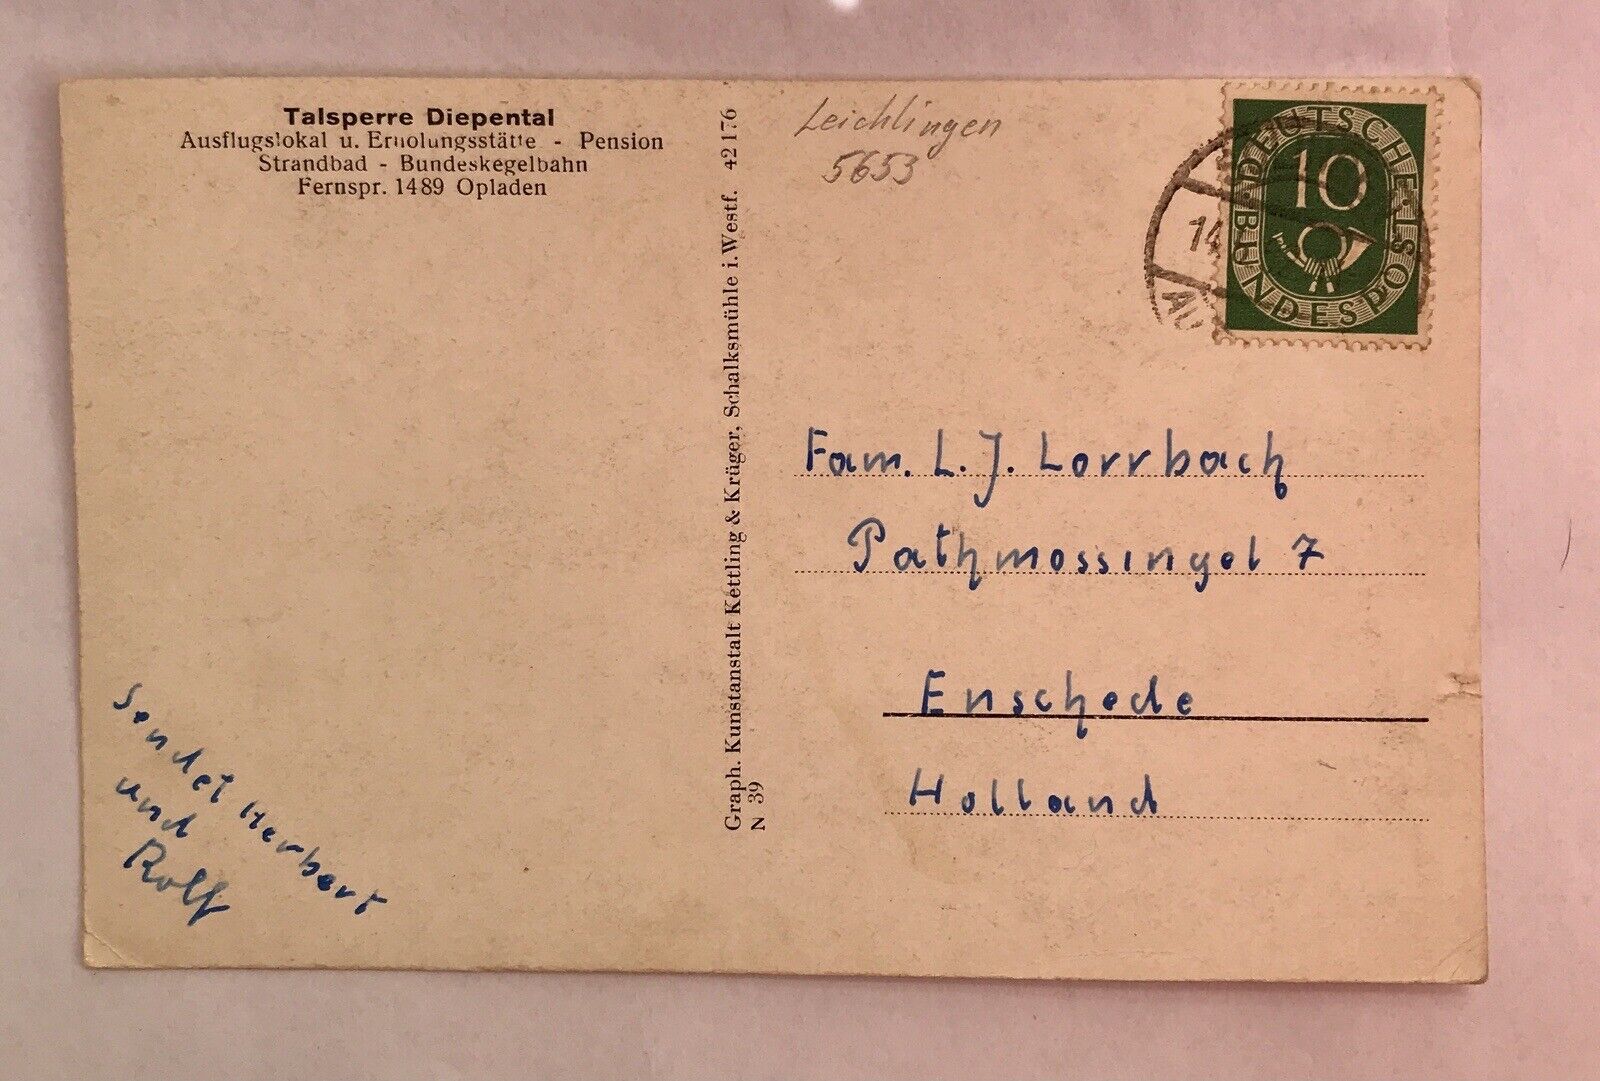 Talsperre Diepental
Ausflugslokal u. Erholungsstätte - Pension
Strandbad - Bundeskegelbahn
Fernspr. 1489 Opladen
Sendet Herbert
und
Rolf
Graph. Kunstanstalt Kettling & Krüger, Schalksmühle i. Westf. 42176
N 39
Leichlingen
5653
DEUTSCHE · BUNDESPOST
10
14.
Fam. L. J. Lorrbach
Pathmossingel 7
Enschede
Holland